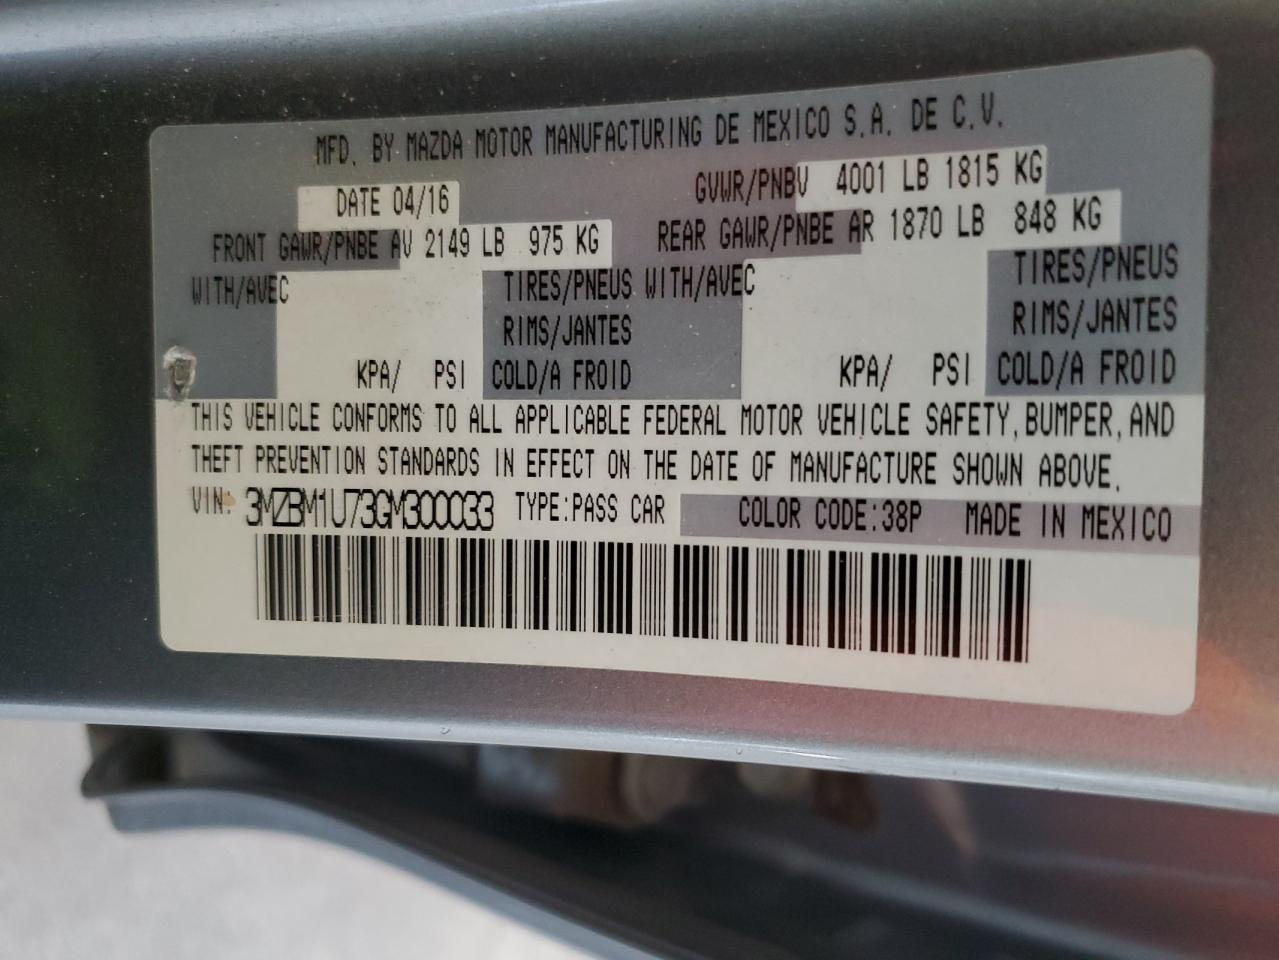 MFD. BY MAZDA MOTOR MANUFACTURING DE MEXICO S.A. DE C.V.
DATE 04/16 GVWR/PNBV 4001 LB 1815 KG
FRONT GAWR/PNBE AV 2149 LB 975 KG REAR GAWR/PNBE AR 1870 LB 848 KG
WITH/AVEC TIRES/PNEUS WITH/AVEC TIRES/PNEUS
RIMS/JANTES RIMS/JANTES
KPA/ PSI COLD/A FROID KPA/ PSI COLD/A FROID
THIS VEHICLE CONFORMS TO ALL APPLICABLE FEDERAL MOTOR VEHICLE SAFETY, BUMPER, AND
THEFT PREVENTION STANDARDS IN EFFECT ON THE DATE OF MANUFACTURE SHOWN ABOVE.
VIN: 3MZBM1U73GM300033 TYPE:PASS CAR COLOR CODE:38P MADE IN MEXICO